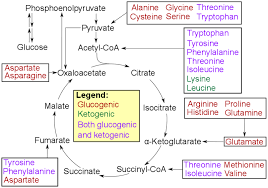 Phosphoenolpyruvate
Alanine Glycine Threonine
Cysteine Serine Tryptophan
Pyruvate
Glucose
Acetyl-CoA
Tryptophan
Tyrosine
Phenylalanine
Threonine
Isoleucine
Lysine
Leucine
Aspartate
Asparagine
Oxaloacetate
Citrate
Legend:
Glucogenic
Ketogenic
Both glucogenic
and ketogenic
Malate
Isocitrate
Arginine Proline
Histidine Glutamine
Glutamate
Fumarate
α-Ketoglutarate
Tyrosine
Phenylalanine
Aspartate
Succinate
Succinyl-CoA
Threonine Methionine
Isoleucine Valine